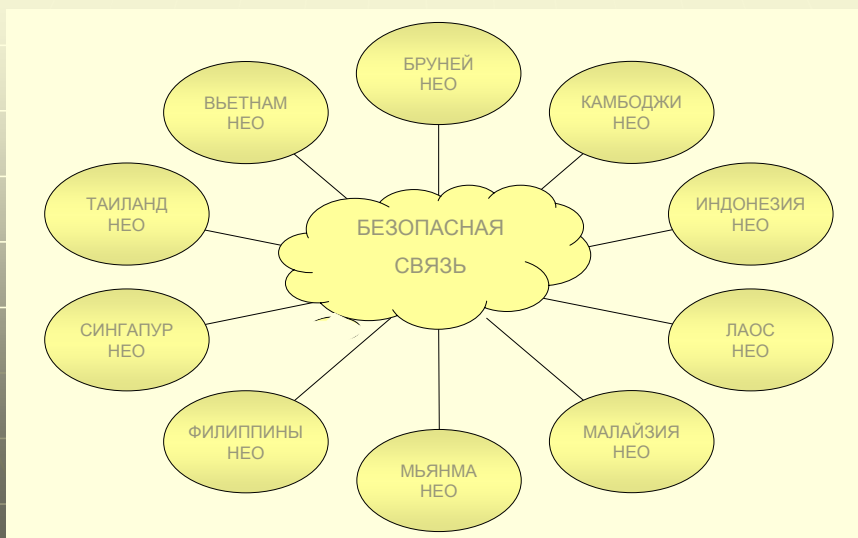 БРУНЕЙ
НЕО
ВЬЕТНАМ
НЕО
КАМБОДЖИ
НЕО
ТАИЛАНД
НЕО
ИНДОНЕЗИЯ
НЕО
БЕЗОПАСНАЯ
СВЯЗЬ
СИНГАПУР
НЕО
ЛАОС
НЕО
ФИЛИППИНЫ
НЕО
МАЛАЙЗИЯ
НЕО
МЬЯНМА
НЕО